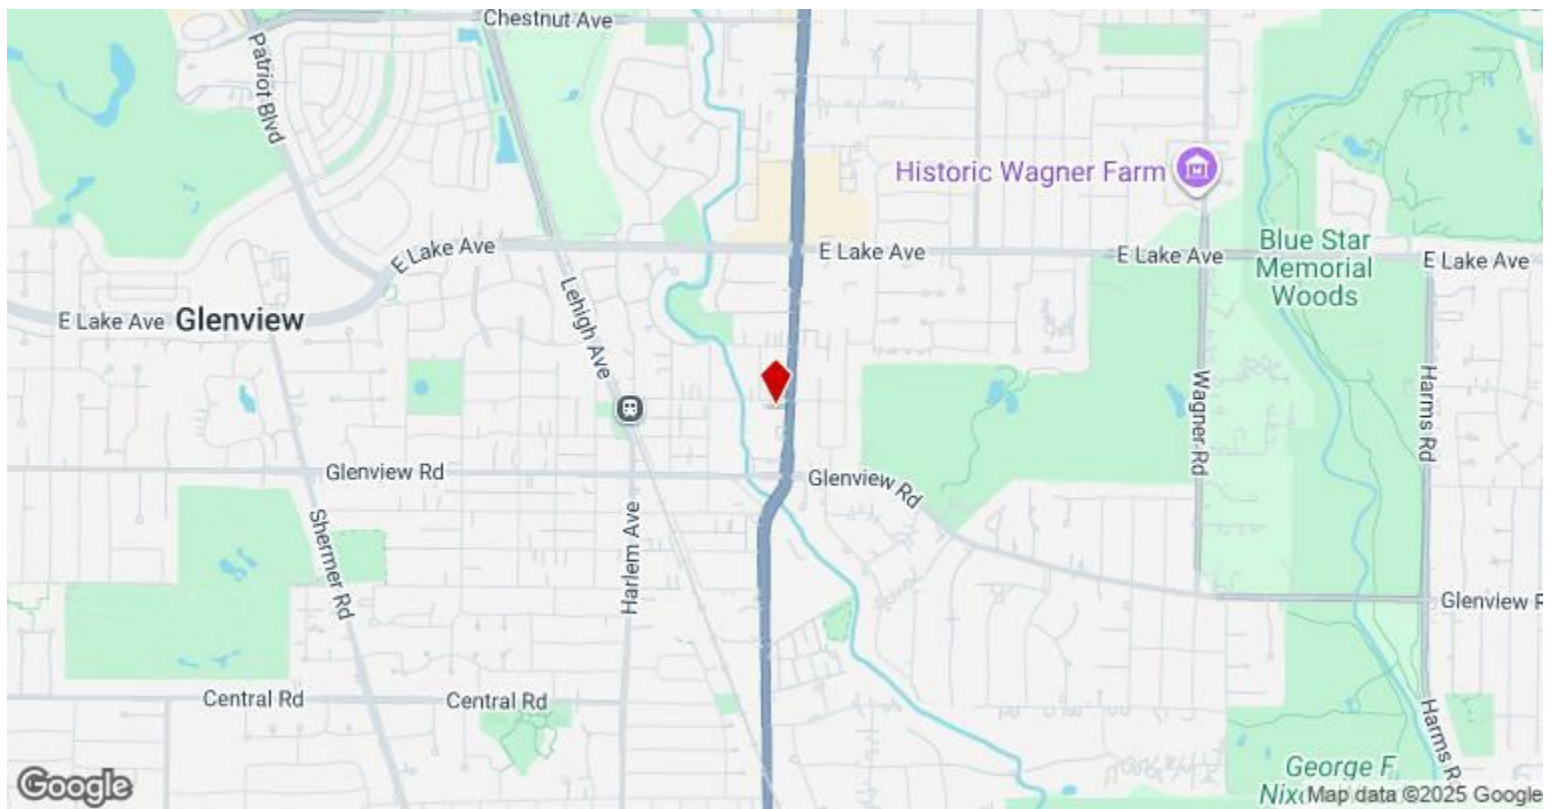 Chestnut Ave
Patriot Blvd
Historic Wagner Farm
E Lake Ave
E Lake Ave
E Lake Ave
Blue Star
Memorial
Woods
E Lake Ave
E Lake Ave
Glenview
Lehigh Ave
Wagner Rd
Harms Rd
Glenview Rd
Glenview Rd
Shermer Rd
Harlem Ave
Glenview R
Central Rd
Central Rd
Harms R
George F.
Nix
Google
Map data ©2025 Google